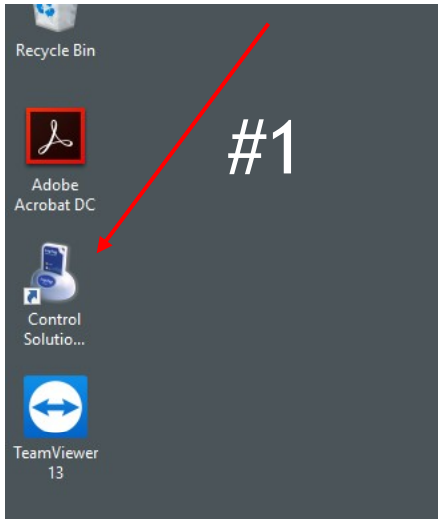 Recycle Bin
#1
Adobe
Acrobat DC
Control
Solutio...
TeamViewer
13